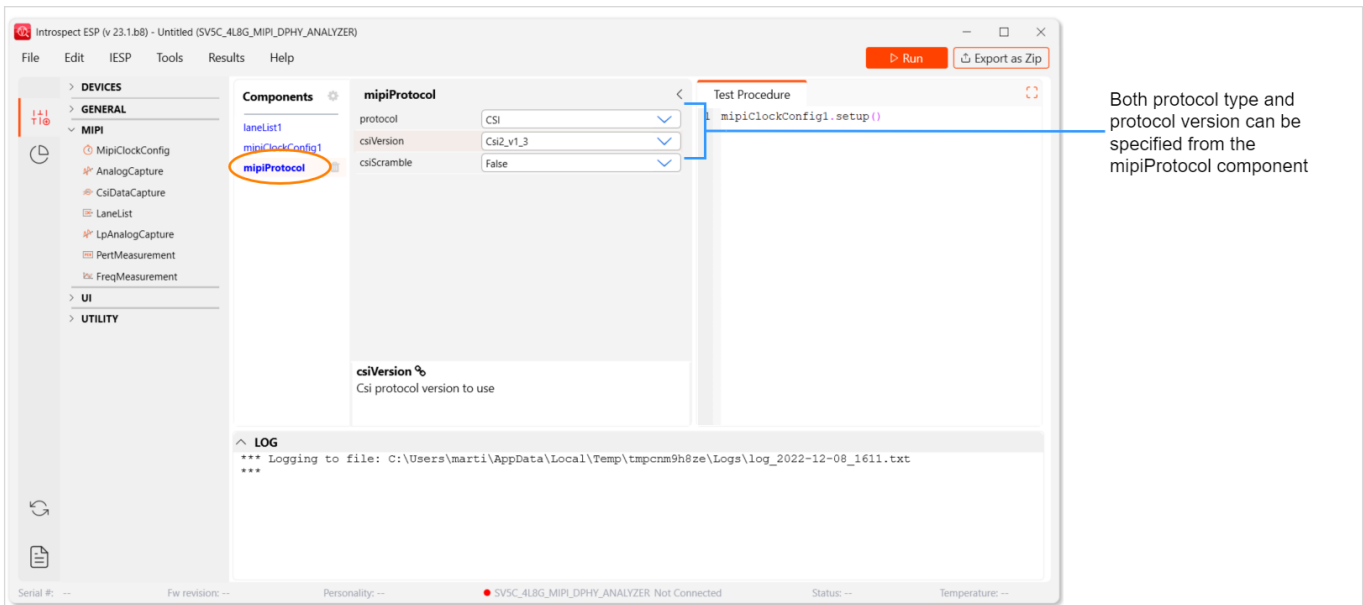 Introspect ESP (v 23.1.b8) - Untitled (SV5C_4L8G_MIPI_DPHY_ANALYZER)
File Edit IESP Tools Results Help
Run
Export as Zip
DEVICES
GENERAL
MIPI
MipiClockConfig
AnalogCapture
CsiDataCapture
LaneList
LpAnalogCapture
PertMeasurement
FreqMeasurement
UI
UTILITY
Components
laneList1
mipiClockConfig1
mipiProtocol
mipiProtocol
protocol CSI
csiVersion Csi2_v1_3
csiScramble False
csiVersion
Csi protocol version to use
Test Procedure
1 mipiClockConfig1.setup()
Both protocol type and
protocol version can be
specified from the
mipiProtocol component
LOG
*** Logging to file: C:\Users\marti\AppData\Local\Temp\tmpcnm9h8ze\Logs\log_2022-12-08_1611.txt
***
Serial #: -- Fw revision: -- Personality: -- SV5C_4L8G_MIPI_DPHY_ANALYZER Not Connected Status: -- Temperature: --